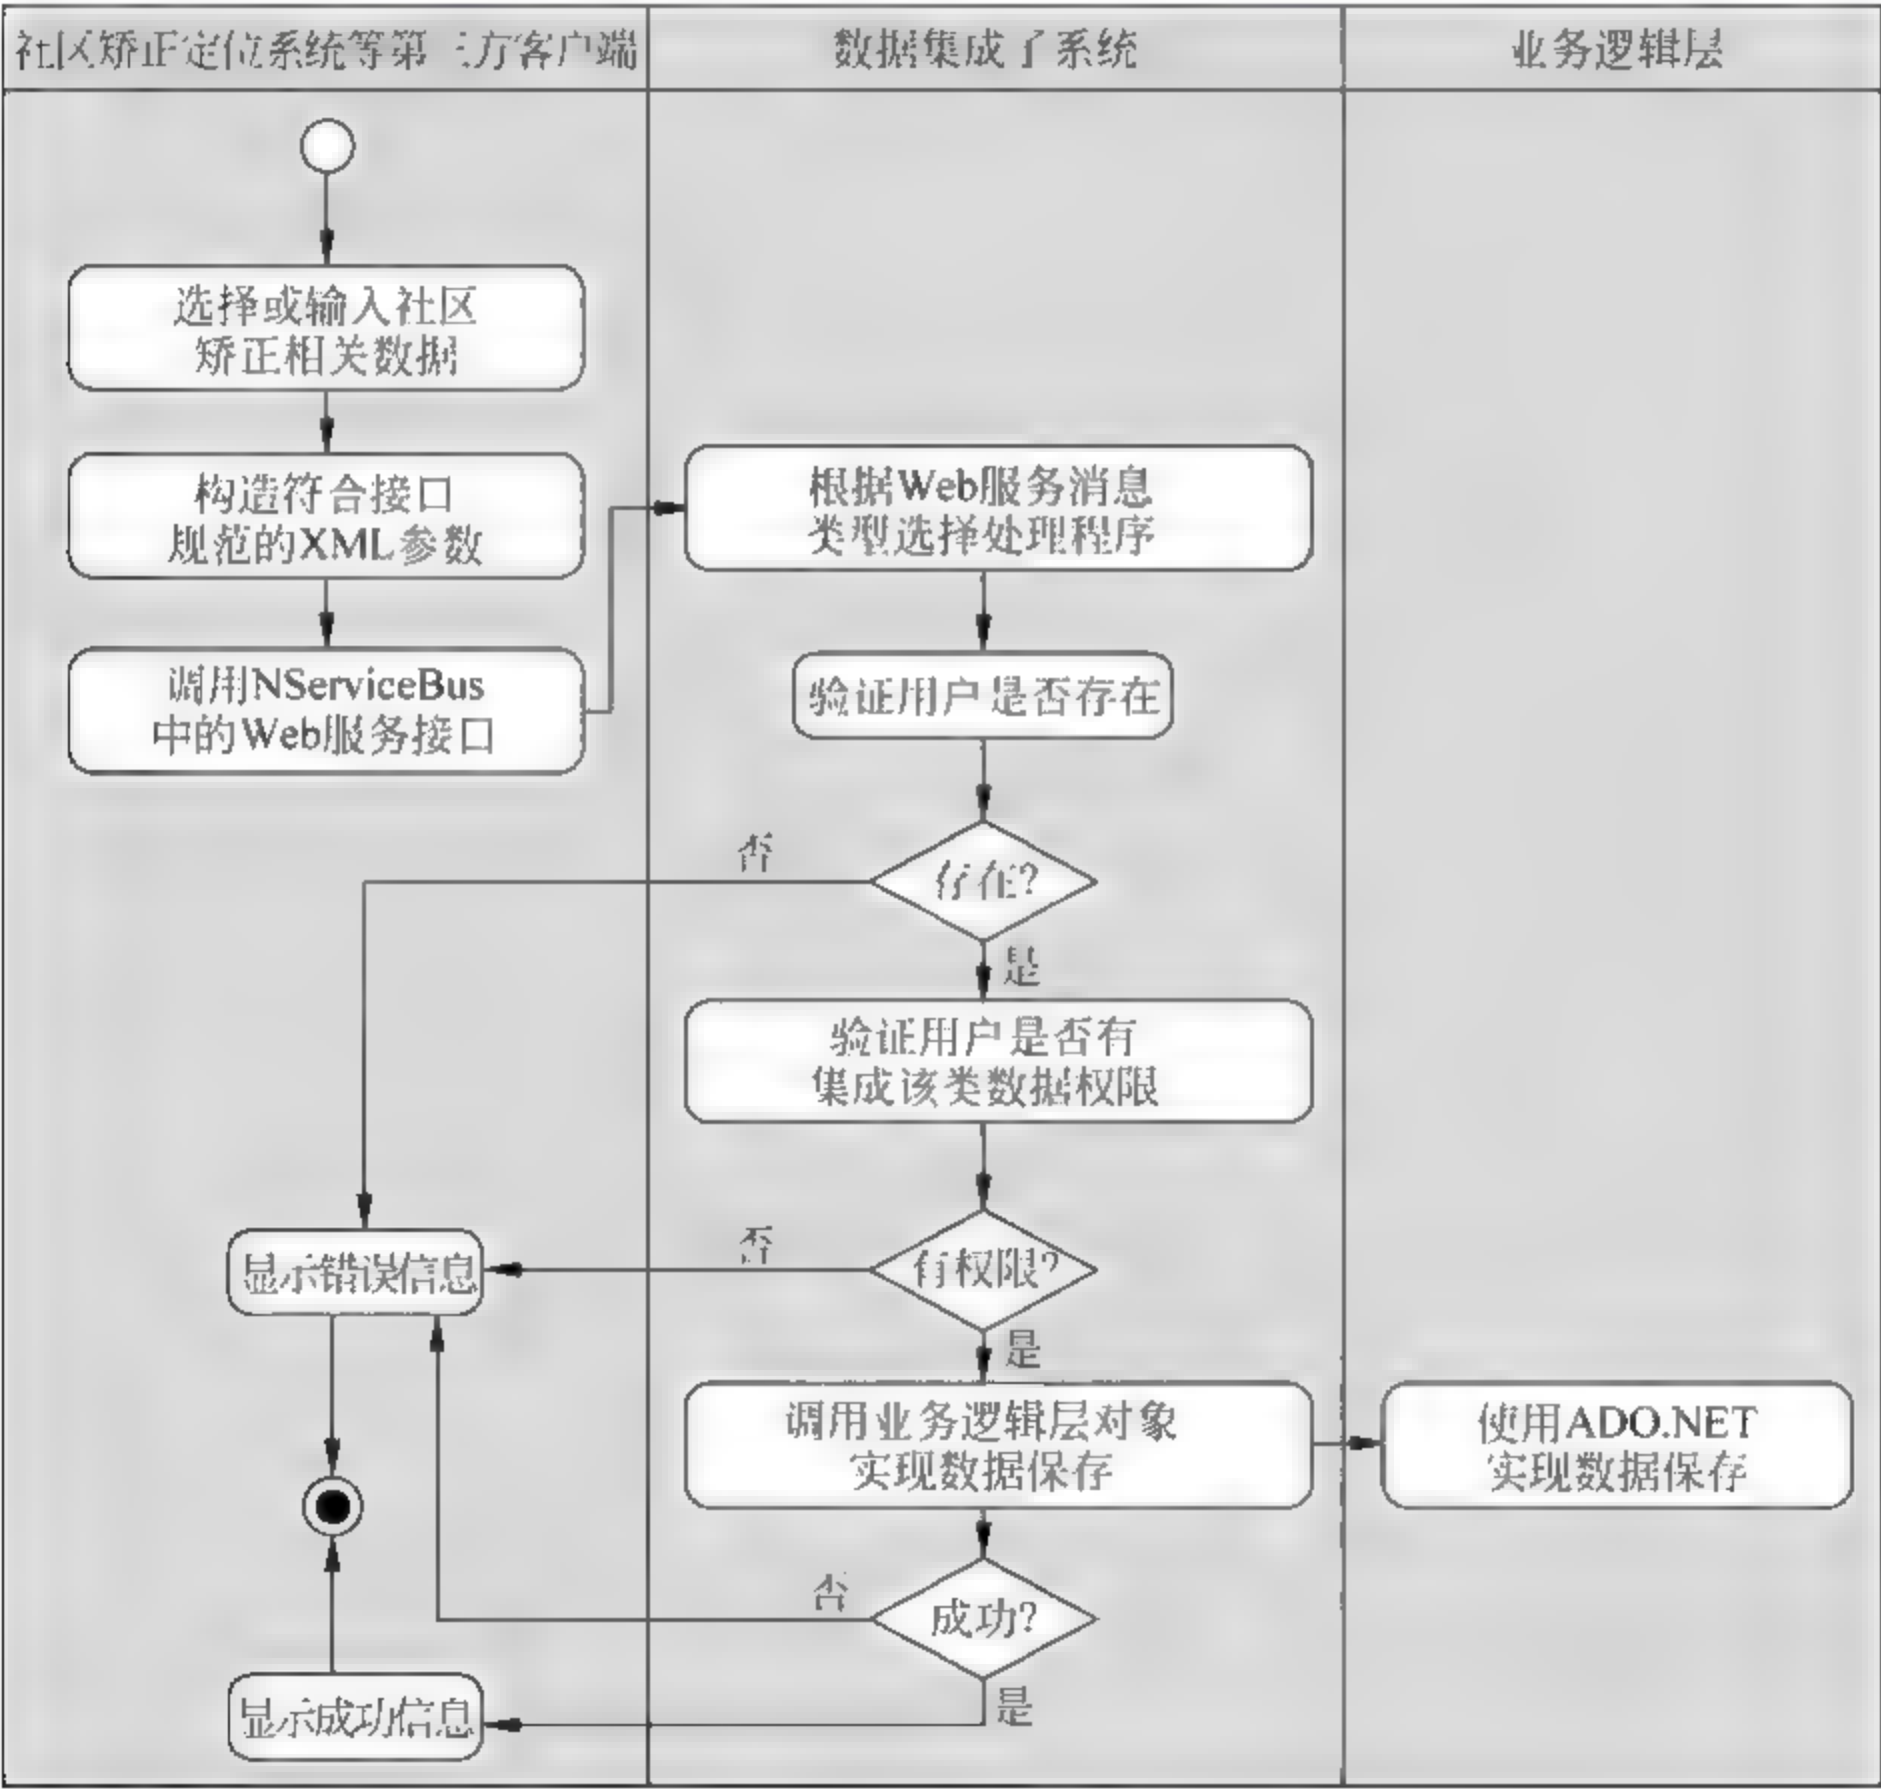 社区矫正定位系统等第三方客户端
数据集成子系统
业务逻辑层
选择或输入社区
矫正相关数据
构造符合接口
规范的XML参数
调用NServiceBus
中的Web服务接口
根据Web服务消息
类型选择处理程序
验证用户是否存在
否
存在?
是
验证用户是否有
集成该类数据权限
显示错误信息
否
有权限?
是
调用业务逻辑层对象
实现数据保存
使用ADO.NET
实现数据保存
否
成功?
是
显示成功信息